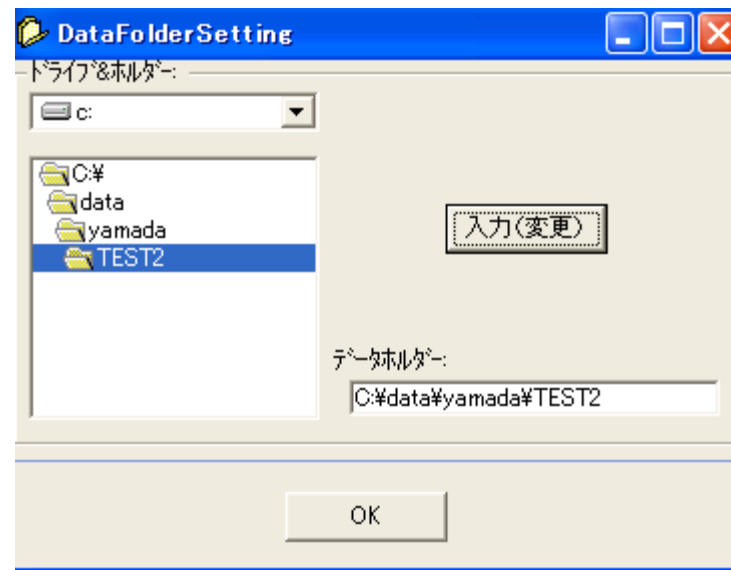 DataFolderSetting
ﾄﾞﾗｲﾌﾞ&ﾎﾙﾀﾞｰ:
c:
C:¥
data
yamada
TEST2
入力(変更)
ﾃﾞｰﾀﾎﾙﾀﾞｰ:
C:¥data¥yamada¥TEST2
OK